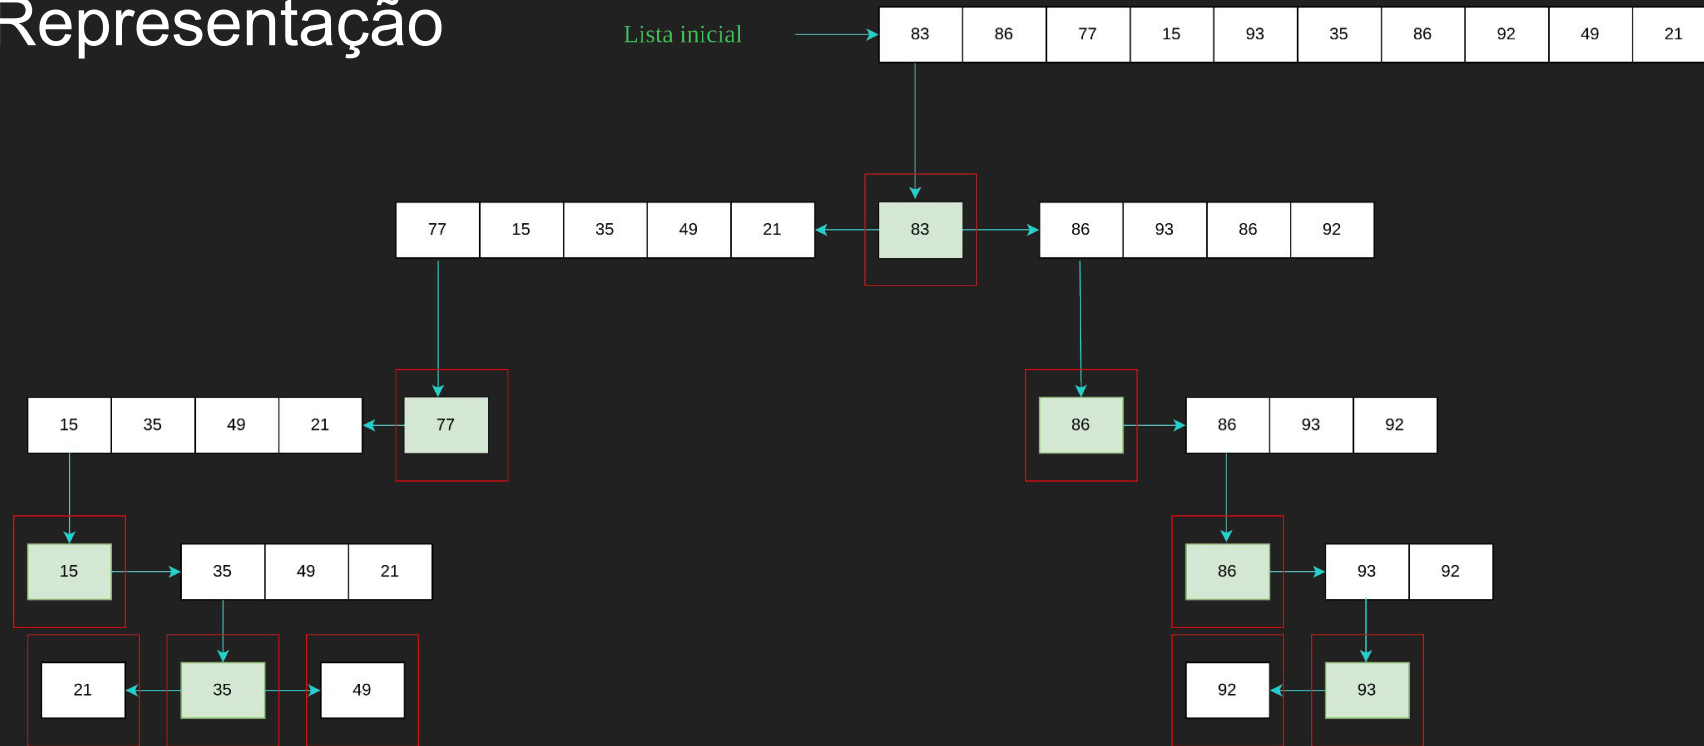 Representação
Lista inicial 83 86 77 15 93 35 86 92 49 21
77 15 35 49 21 83 86 93 86 92
15 35 49 21 77 86 86 93 92
15 35 49 21 86 93 92
21 35 49 92 93